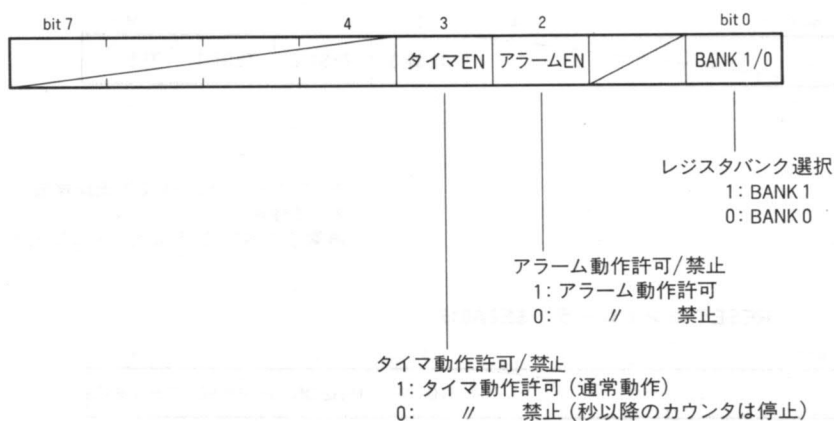 bit 7 4 3 2 bit 0
タイマEN アラームEN BANK 1/0
レジスタバンク選択
1: BANK 1
0: BANK 0
アラーム動作許可/禁止
1: アラーム動作許可
0: 〃 禁止
タイマ動作許可/禁止
1: タイマ動作許可(通常動作)
0: 〃 禁止(秒以降のカウンタは停止)